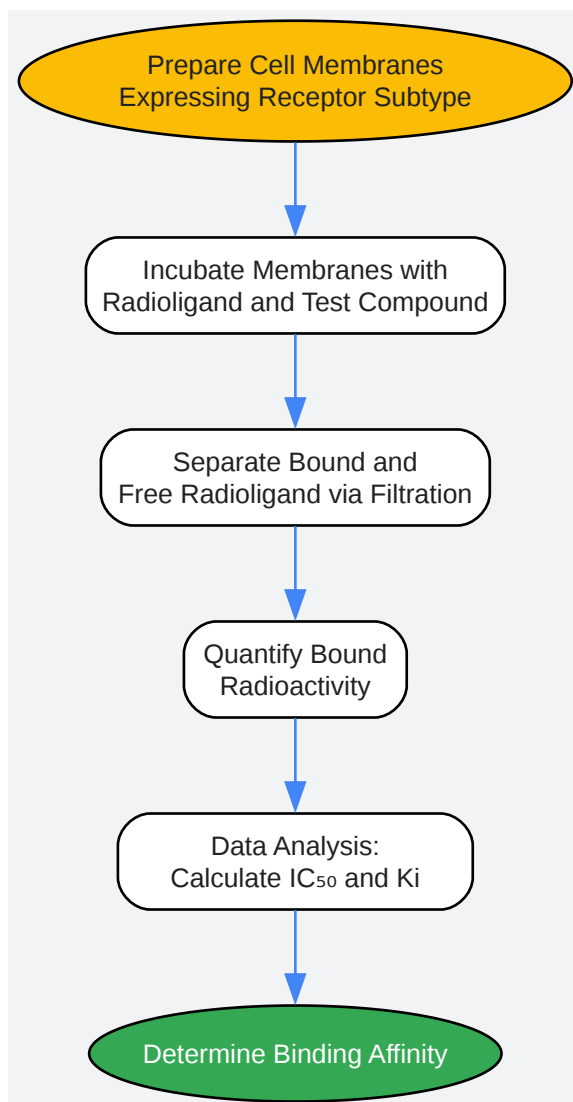 Prepare Cell Membranes
Expressing Receptor Subtype
Incubate Membranes with
Radioligand and Test Compound
Separate Bound and
Free Radioligand via Filtration
Quantify Bound
Radioactivity
Data Analysis:
Calculate IC₅₀ and Ki
Determine Binding Affinity